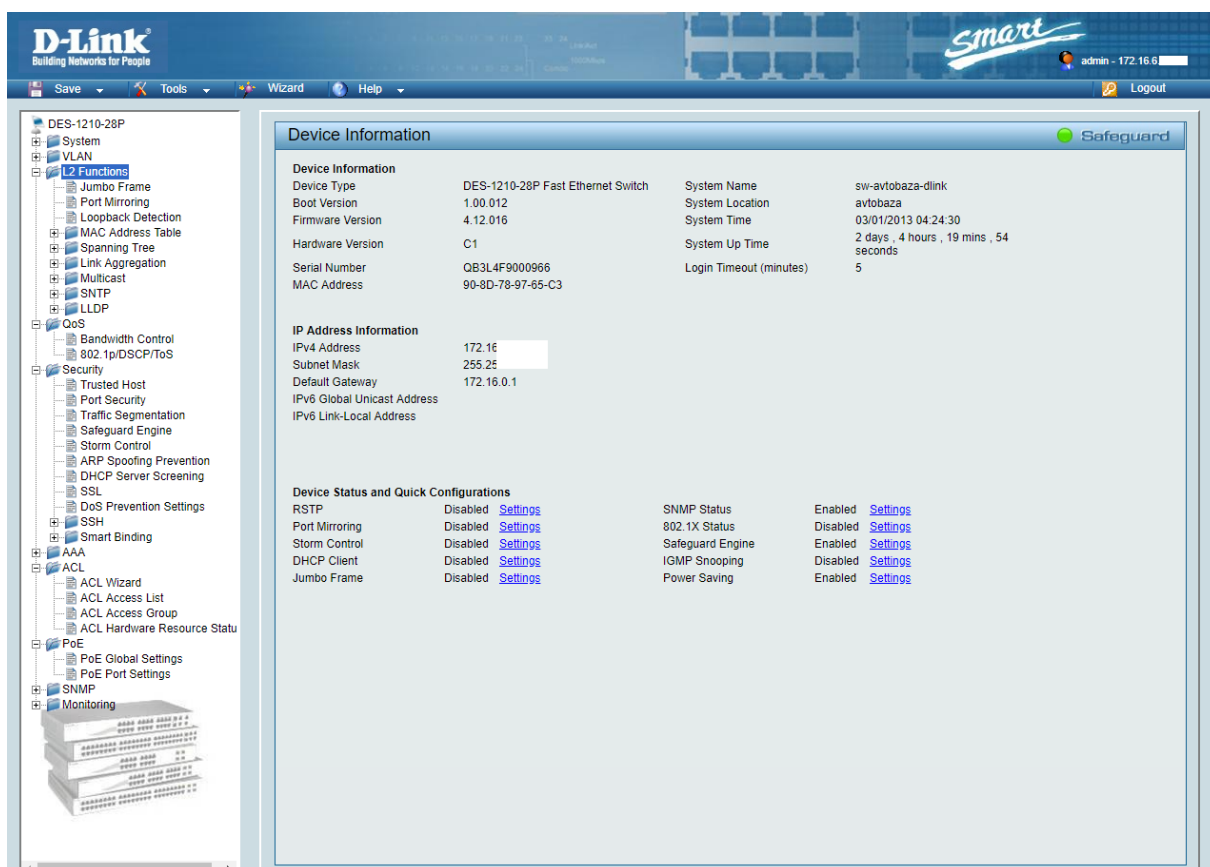 D-Link®
Building Networks for People
smart
admin - 172.16.6
Save Tools Wizard Help Logout
DES-1210-28P
System
VLAN
L2 Functions
Jumbo Frame
Port Mirroring
Loopback Detection
MAC Address Table
Spanning Tree
Link Aggregation
Multicast
SNTP
LLDP
QoS
Bandwidth Control
802.1p/DSCP/ToS
Security
Trusted Host
Port Security
Traffic Segmentation
Safeguard Engine
Storm Control
ARP Spoofing Prevention
DHCP Server Screening
SSL
DoS Prevention Settings
SSH
Smart Binding
AAA
ACL
ACL Wizard
ACL Access List
ACL Access Group
ACL Hardware Resource Statu
PoE
PoE Global Settings
PoE Port Settings
SNMP
Monitoring
Device Information
Safeguard
Device Information
Device Type DES-1210-28P Fast Ethernet Switch System Name sw-avtobaza-dlink
Boot Version 1.00.012 System Location avtobaza
Firmware Version 4.12.016 System Time 03/01/2013 04:24:30
Hardware Version C1 System Up Time 2 days , 4 hours , 19 mins , 54
seconds
Serial Number QB3L4F9000966 Login Timeout (minutes) 5
MAC Address 90-8D-78-97-65-C3
IP Address Information
IPv4 Address 172.16
Subnet Mask 255.25
Default Gateway 172.16.0.1
IPv6 Global Unicast Address
IPv6 Link-Local Address
Device Status and Quick Configurations
RSTP Disabled Settings SNMP Status Enabled Settings
Port Mirroring Disabled Settings 802.1X Status Disabled Settings
Storm Control Disabled Settings Safeguard Engine Enabled Settings
DHCP Client Disabled Settings IGMP Snooping Disabled Settings
Jumbo Frame Disabled Settings Power Saving Enabled Settings